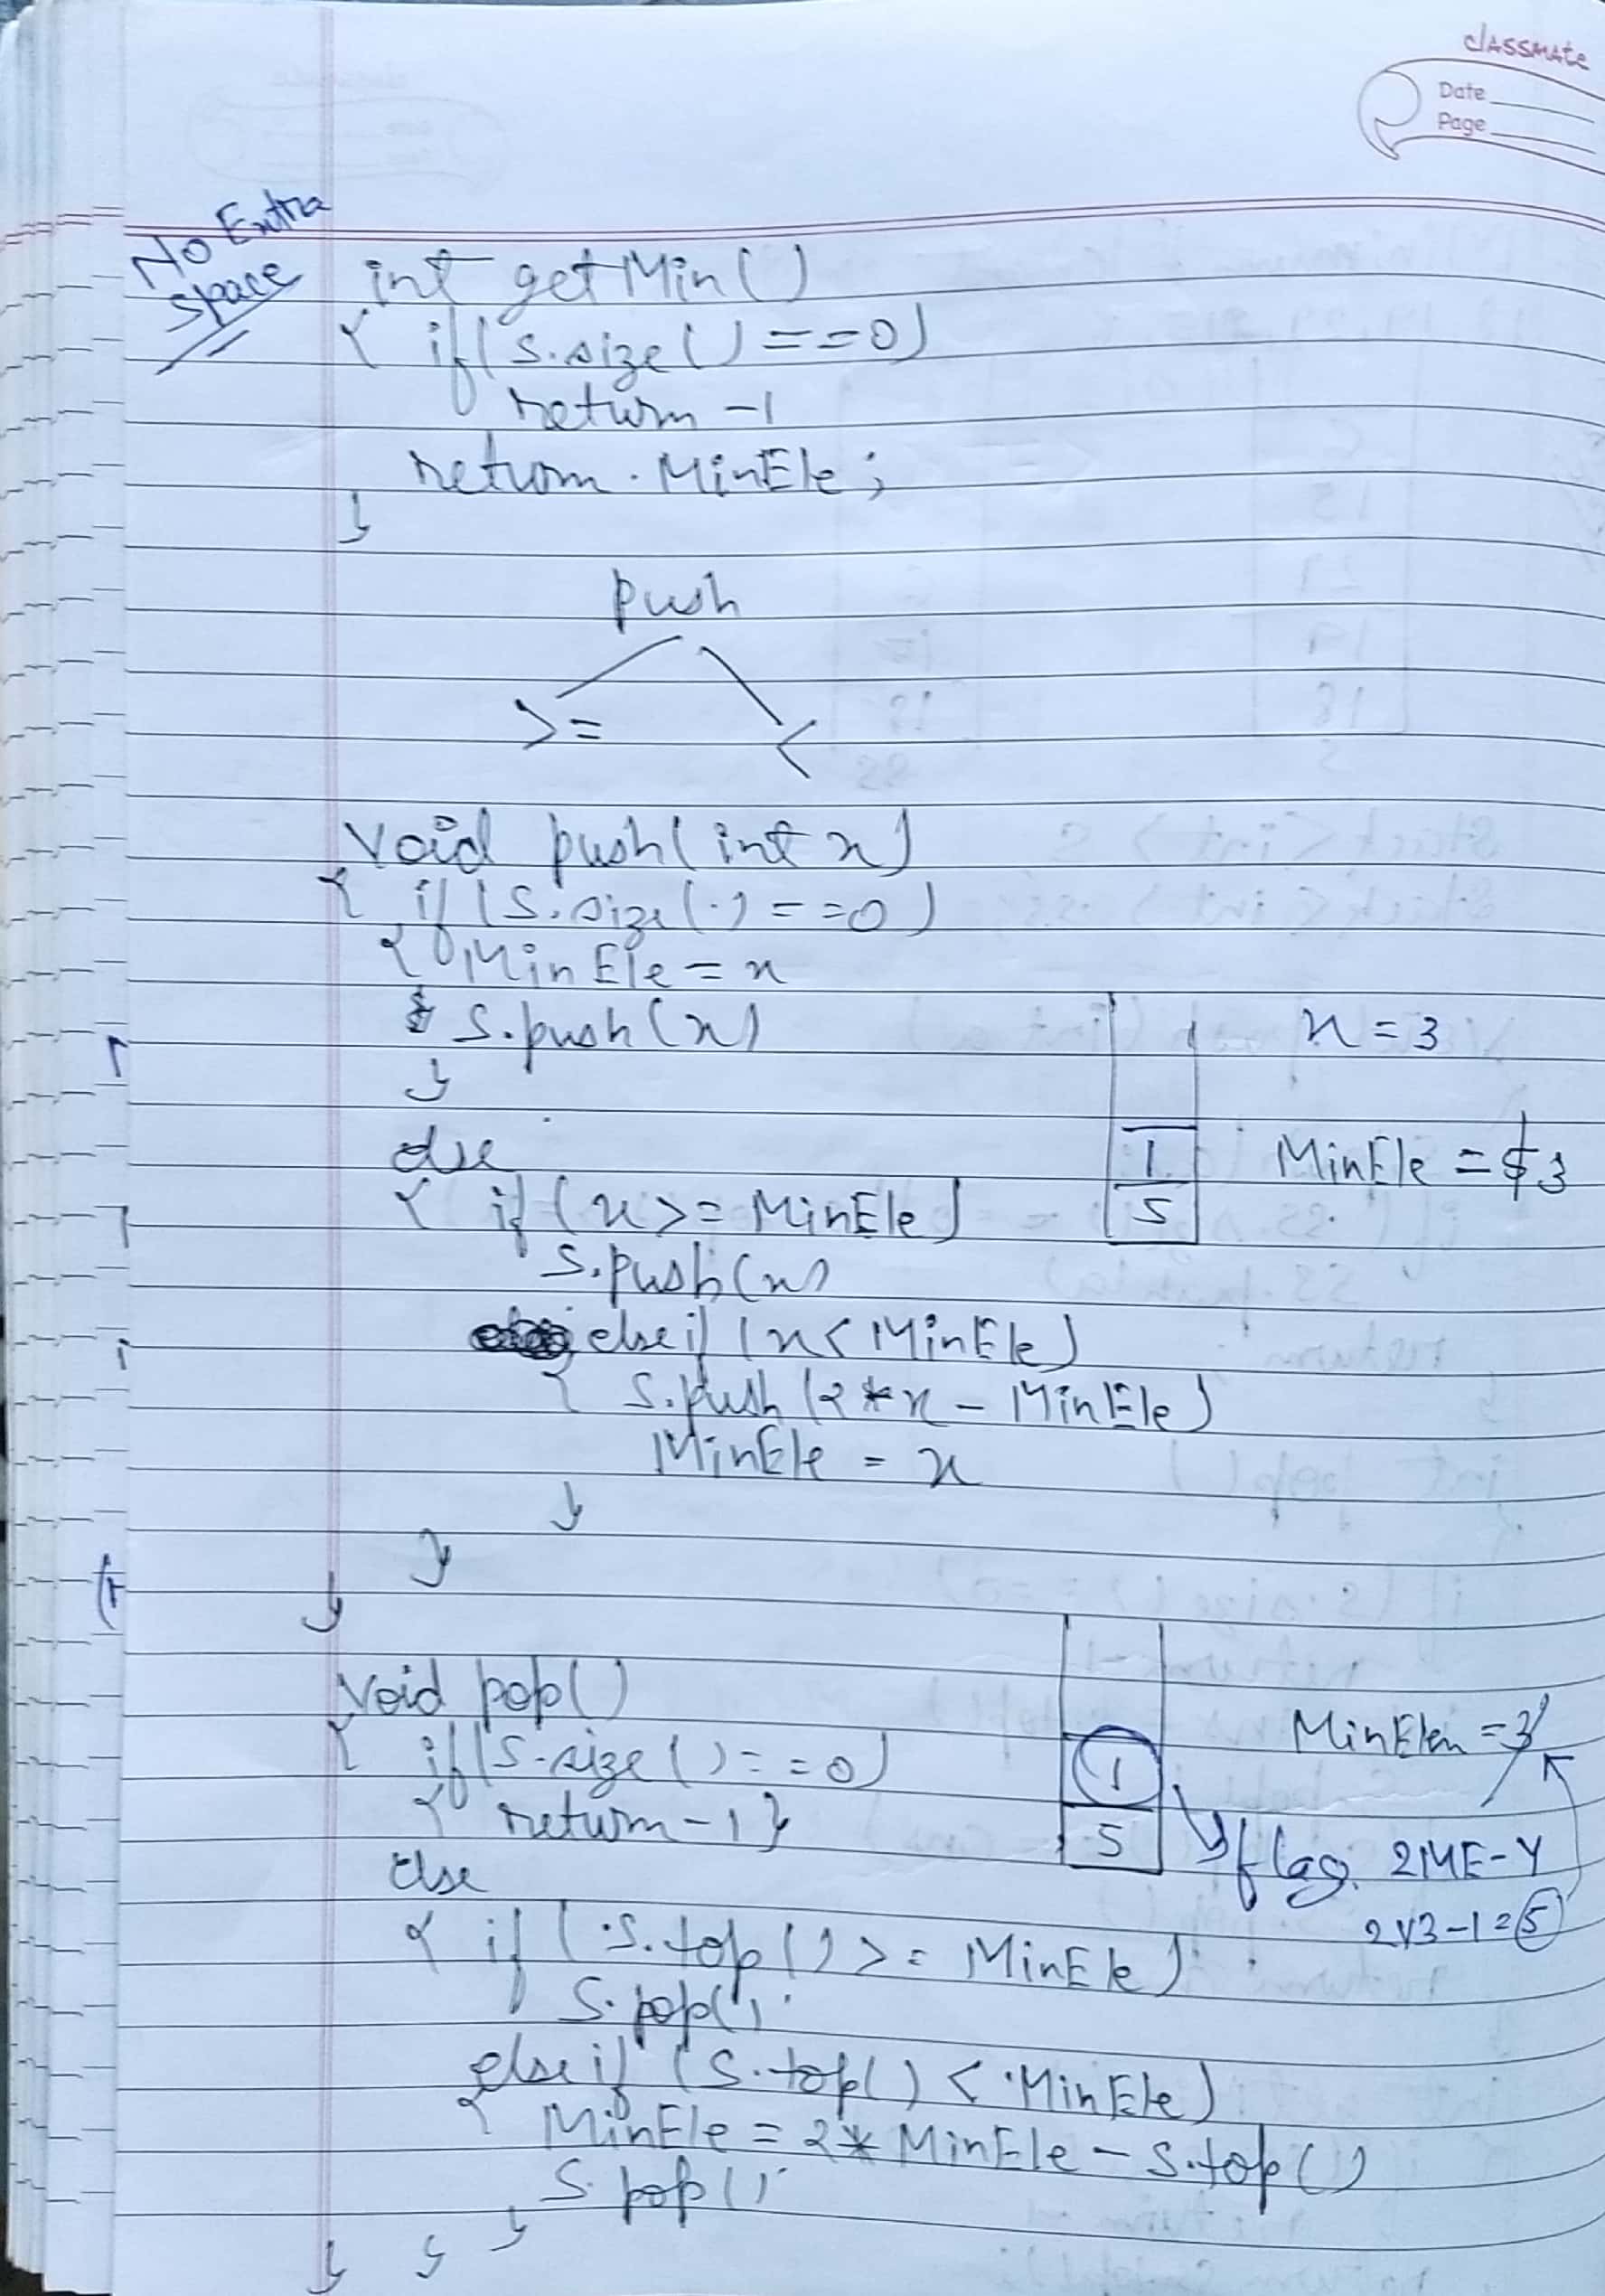 classmate
Date
Page
No Extra
space
int getMin()
{ if(s.size()==0)
return -1
return MinEle;
}
push
>= <
void push(int x)
{ if(s.size()==0)
{ MinEle = x
s.push(x)
}
x = 3
else
1
MinEle = 5 3
{ if(x>=MinEle)
5
s.push(x)
else if (x<MinEle)
{ s.push(2*x - MinEle)
MinEle = x
}
}
}
void pop()
MinElem = 3
{ if(s.size()==0)
1
{ return -1 }
5
flag. 2ME-Y
else
2x3-1=5
{ if (s.top() >= MinEle)
s.pop()
else if (s.top() < MinEle)
{ MinEle = 2*MinEle - s.top()
s.pop()
} } }